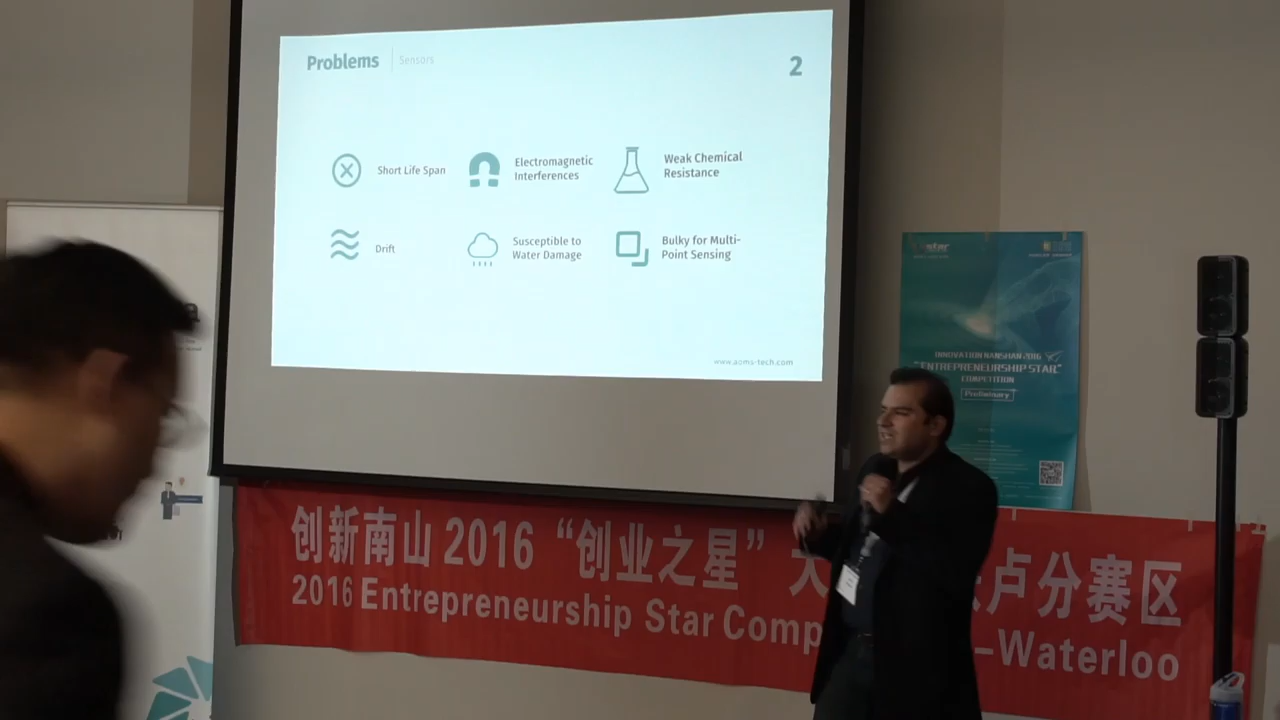 Problems
Sensors
2
Short Life Span
Electromagnetic
Interferences
Weak Chemical
Resistance
Drift
Susceptible to
Water Damage
Bulky for Multi-
Point Sensing
www.aoms-tech.com
INNOVATION NANSHAN 2016
"ENTREPRENEURSHIP STAR"
COMPETITION
Preliminary
创新南山 2016 “创业之星” 大 卢分赛区
2016 Entrepreneurship Star Comp –Waterloo